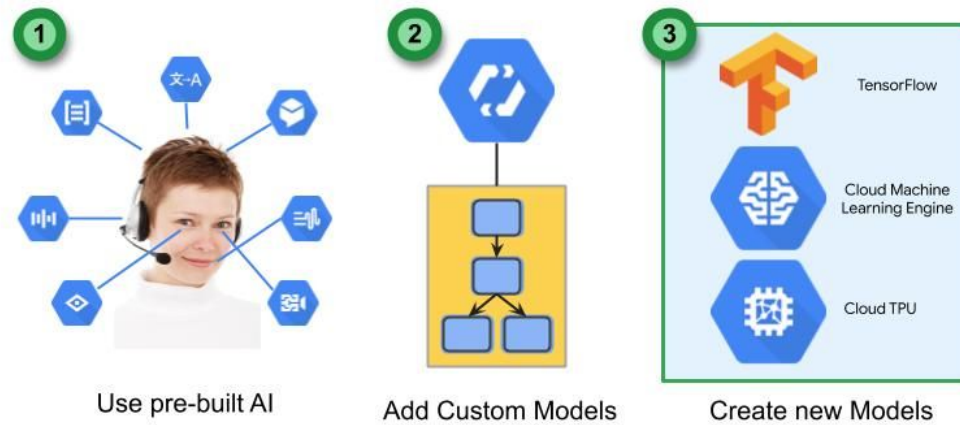 1
2
3
文→A
TensorFlow
Cloud Machine
Learning Engine
Cloud TPU
Use pre-built AI
Add Custom Models
Create new Models